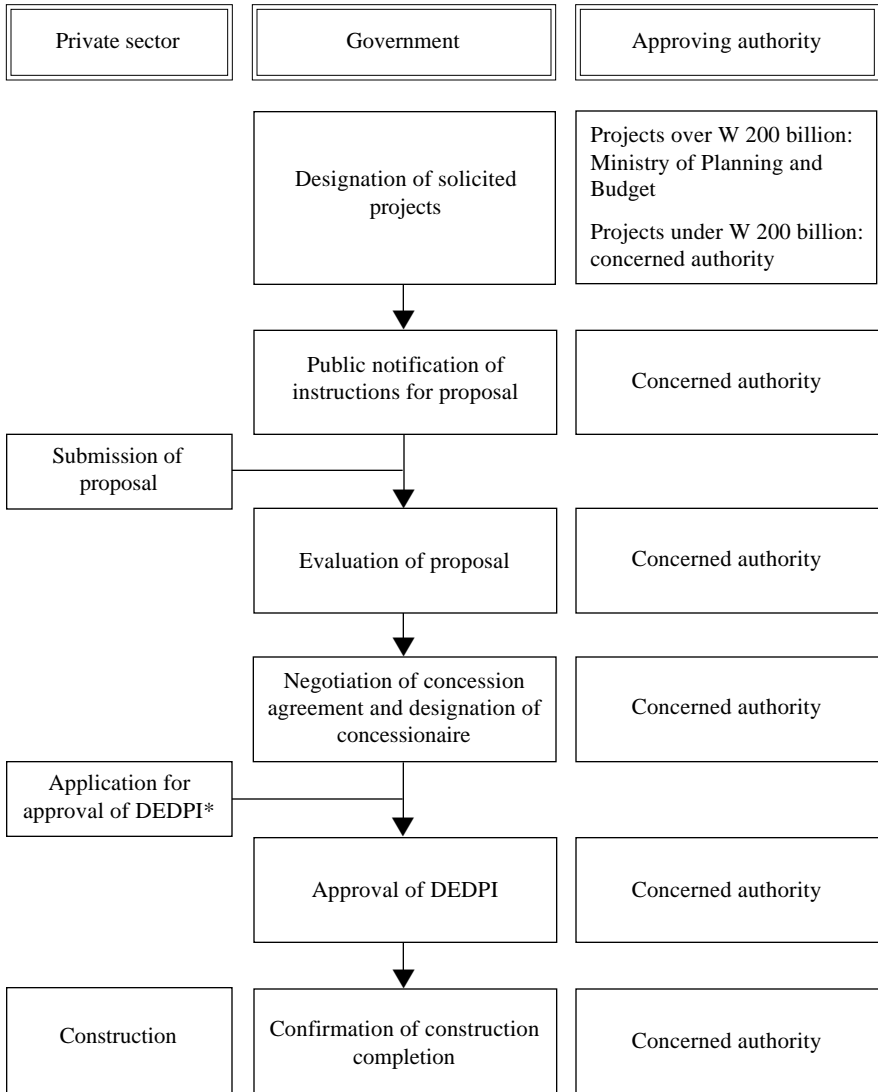 Private sector
Government
Approving authority
Designation of solicited
projects
Projects over W 200 billion:
Ministry of Planning and
Budget
Projects under W 200 billion:
concerned authority
Public notification of
instructions for proposal
Concerned authority
Submission of
proposal
Evaluation of proposal
Concerned authority
Negotiation of concession
agreement and designation of
concessionaire
Concerned authority
Application for
approval of DEDPI*
Approval of DEDPI
Concerned authority
Construction
Confirmation of construction
completion
Concerned authority